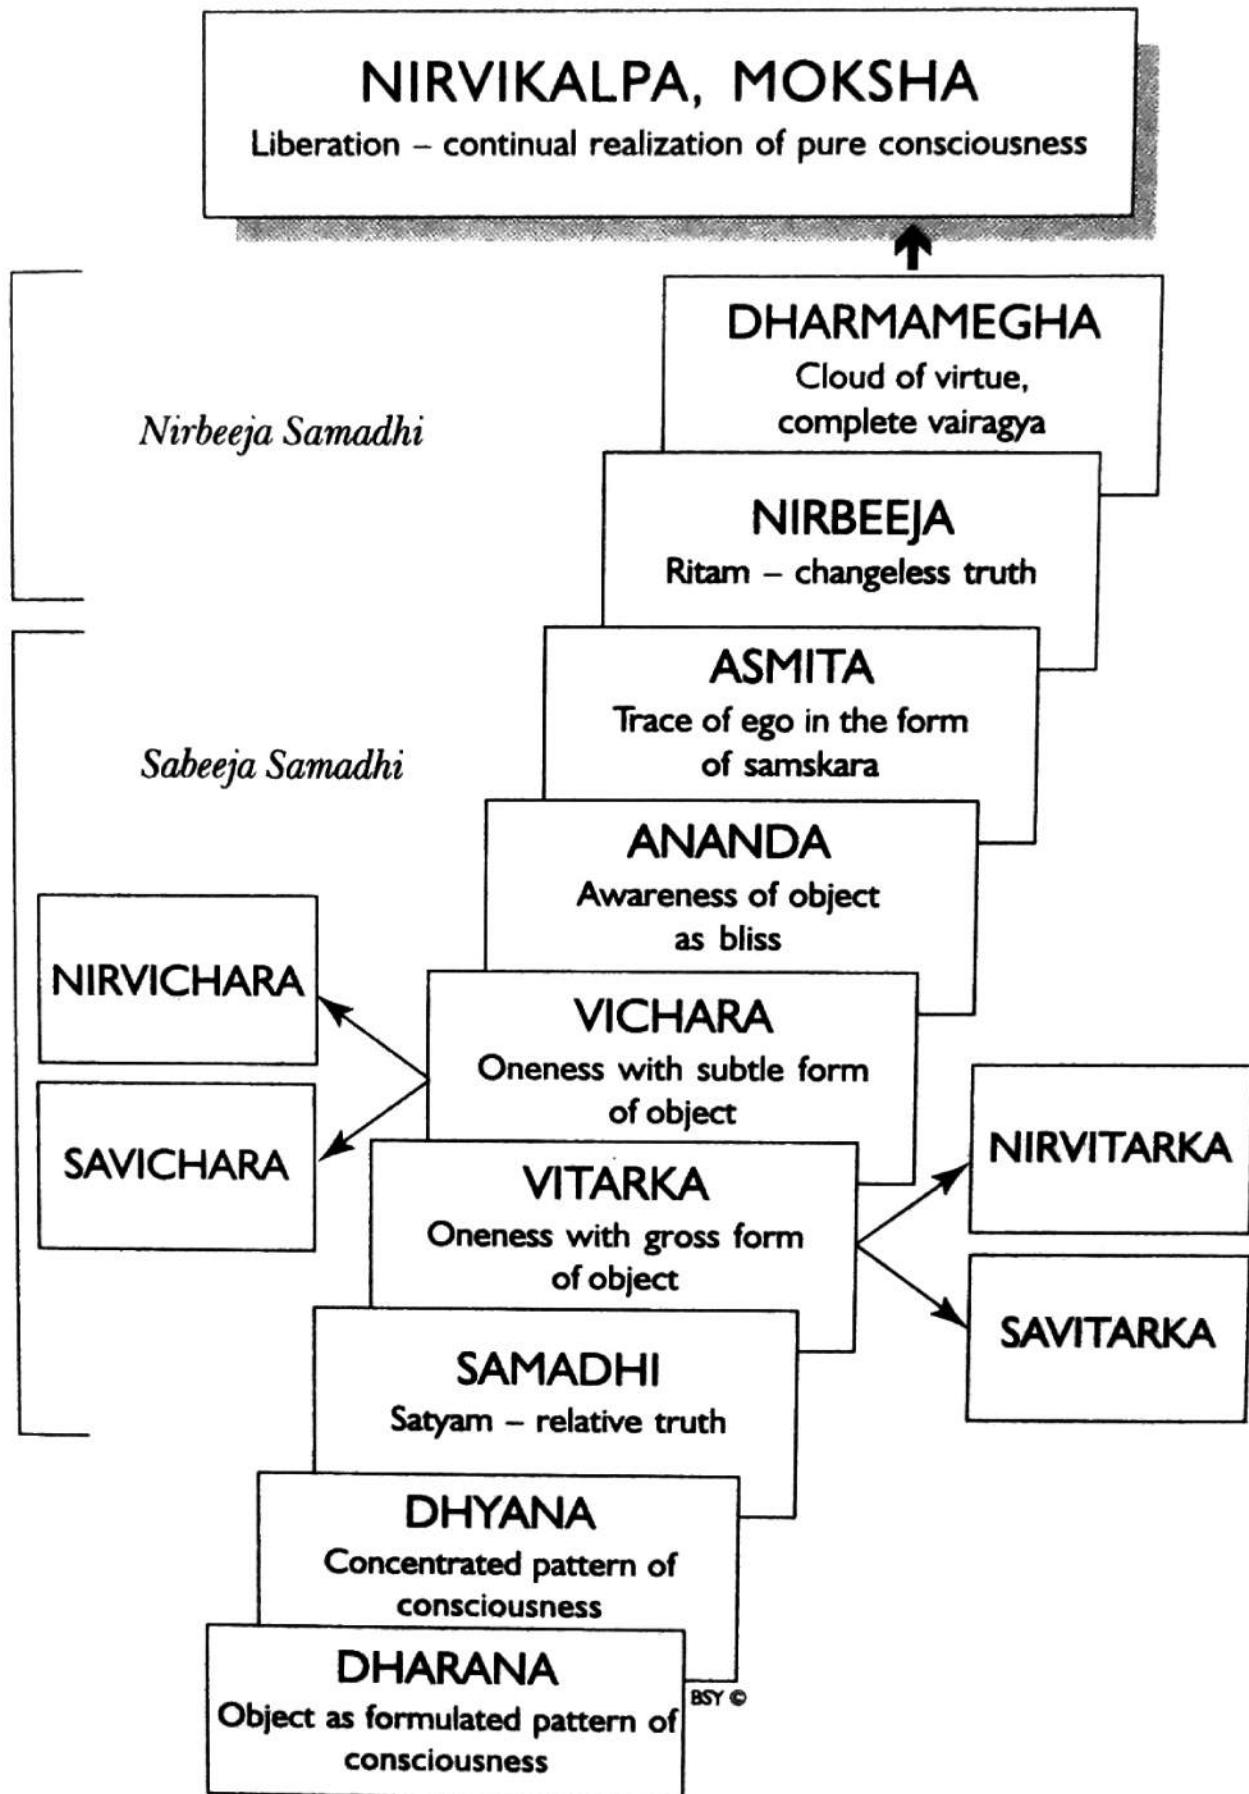 NIRVIKALPA, MOKSHA
Liberation – continual realization of pure consciousness
DHARMAMEGHA
Cloud of virtue,
complete vairagya
Nirbeeja Samadhi
NIRBEEJA
Ritam – changeless truth
ASMITA
Trace of ego in the form
of samskara
Sabeeja Samadhi
ANANDA
Awareness of object
as bliss
NIRVICHARA
SAVICHARA
VICHARA
Oneness with subtle form
of object
VITARKA
Oneness with gross form
of object
NIRVITARKA
SAVITARKA
SAMADHI
Satyam – relative truth
DHYANA
Concentrated pattern of
consciousness
DHARANA
Object as formulated pattern of
consciousness
BSY ©